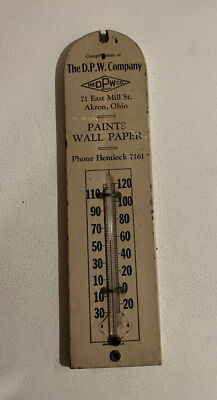 Compliments of
The D.P.W. Company
THE DPW CO.
71 East Mill St.
Akron, Ohio
PAINTS
WALL PAPER
Phone Hemlock 7161
120
110 100
90 80
70 60
50 40
30 20
10 0
30 20